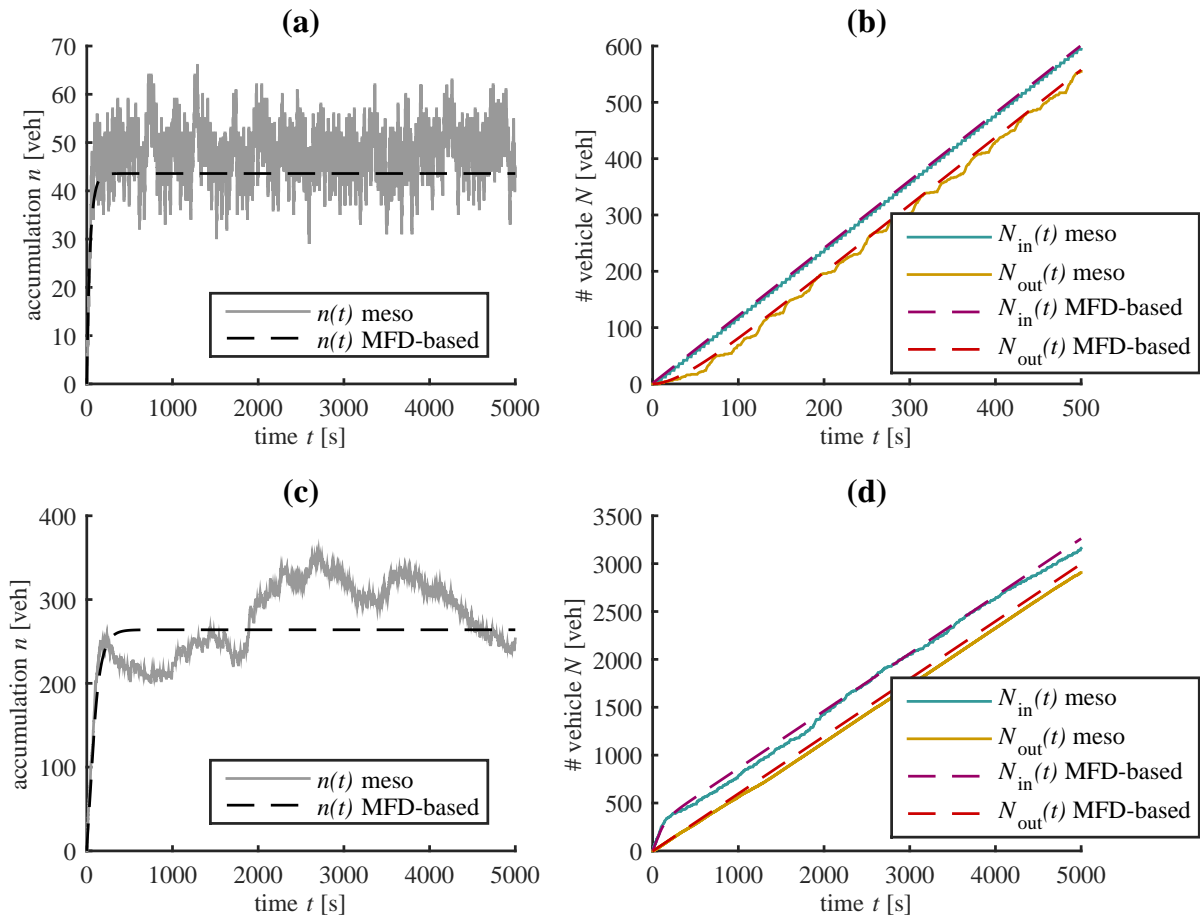 (a)
70
60
50
40
30
20
10
0
accumulation n [veh]
n(t) meso
n(t) MFD-based
0 1000 2000 3000 4000 5000
time t [s]
(b)
600
500
400
300
200
100
0
# vehicle N [veh]
N_in(t) meso
N_out(t) meso
N_in(t) MFD-based
N_out(t) MFD-based
0 100 200 300 400 500
time t [s]
(c)
400
300
200
100
0
accumulation n [veh]
n(t) meso
n(t) MFD-based
0 1000 2000 3000 4000 5000
time t [s]
(d)
3500
3000
2500
2000
1500
1000
500
0
# vehicle N [veh]
N_in(t) meso
N_out(t) meso
N_in(t) MFD-based
N_out(t) MFD-based
0 1000 2000 3000 4000 5000
time t [s]